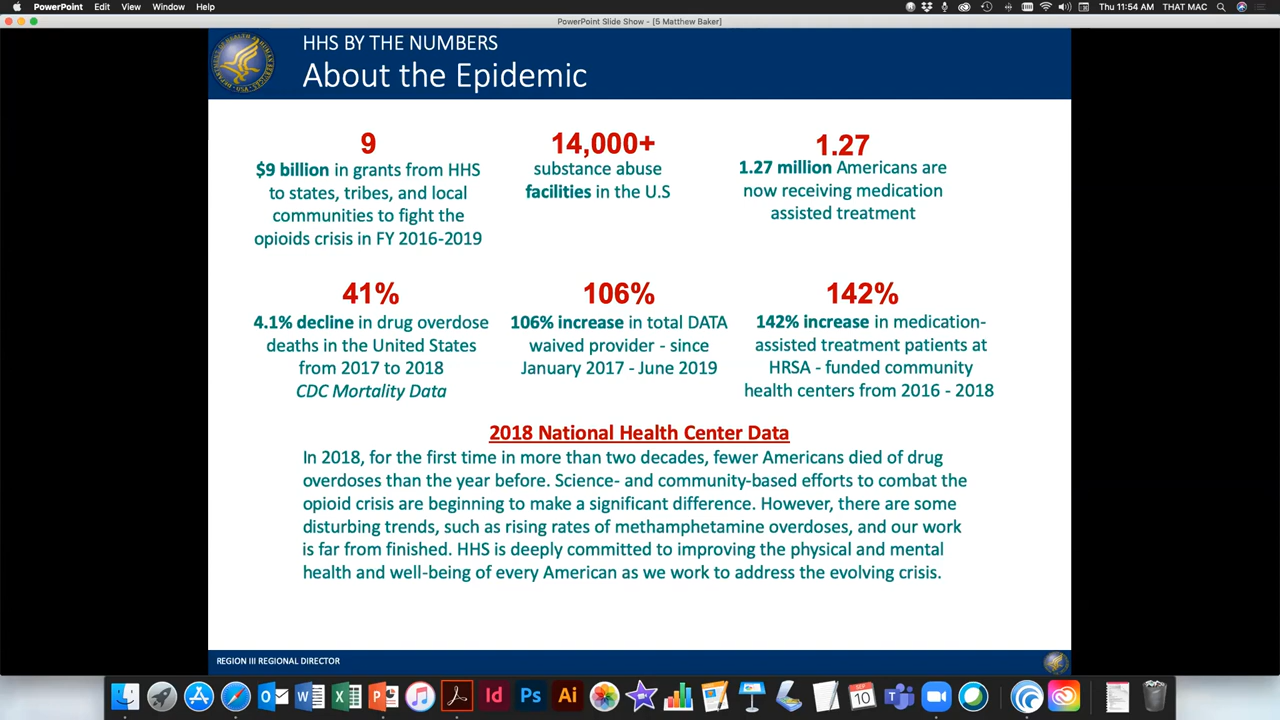 PowerPoint Edit View Window Help
Thu 11:54 AM THAT MAC
PowerPoint Slide Show - [5 Matthew Baker]
HHS BY THE NUMBERS
About the Epidemic
9
$9 billion in grants from HHS
to states, tribes, and local
communities to fight the
opioids crisis in FY 2016-2019
14,000+
substance abuse
facilities in the U.S
1.27
1.27 million Americans are
now receiving medication
assisted treatment
41%
4.1% decline in drug overdose
deaths in the United States
from 2017 to 2018
CDC Mortality Data
106%
106% increase in total DATA
waived provider - since
January 2017 - June 2019
142%
142% increase in medication-
assisted treatment patients at
HRSA - funded community
health centers from 2016 - 2018
2018 National Health Center Data
In 2018, for the first time in more than two decades, fewer Americans died of drug
overdoses than the year before. Science- and community-based efforts to combat the
opioid crisis are beginning to make a significant difference. However, there are some
disturbing trends, such as rising rates of methamphetamine overdoses, and our work
is far from finished. HHS is deeply committed to improving the physical and mental
health and well-being of every American as we work to address the evolving crisis.
REGION III REGIONAL DIRECTOR
Id Ps Ai
SEP
10